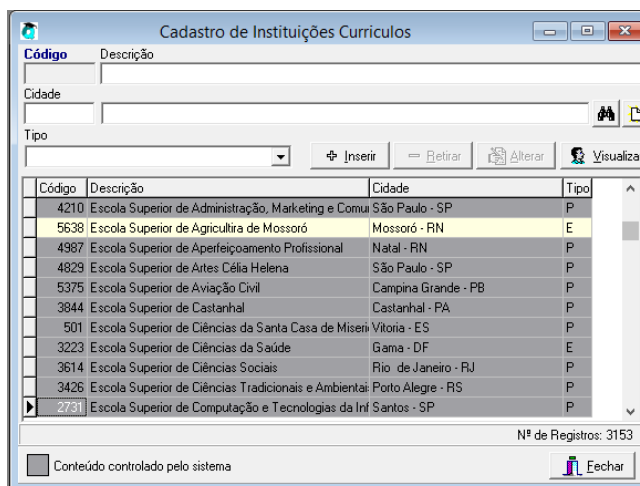 Cadastro de Instituições Curriculos
Código Descrição
Cidade
Tipo
Inserir Retirar Alterar Visualiza
Código Descrição Cidade Tipo
4210 Escola Superior de Administração, Marketing e Comu São Paulo - SP P
5638 Escola Superior de Agricultira de Mossoró Mossoró - RN E
4987 Escola Superior de Aperfeiçoamento Profissional Natal - RN P
4829 Escola Superior de Artes Célia Helena São Paulo - SP P
5375 Escola Superior de Aviação Civil Campina Grande - PB P
3844 Escola Superior de Castanhal Castanhal - PA P
501 Escola Superior de Ciências da Santa Casa de Miseri Vitoria - ES P
3223 Escola Superior de Ciências da Saúde Gama - DF E
3614 Escola Superior de Ciências Sociais Rio de Janeiro - RJ P
3426 Escola Superior de Ciências Tradicionais e Ambientai Porto Alegre - RS P
2731 Escola Superior de Computação e Tecnologias da Inf Santos - SP P
Nº de Registros: 3153
Conteúdo controlado pelo sistema Fechar